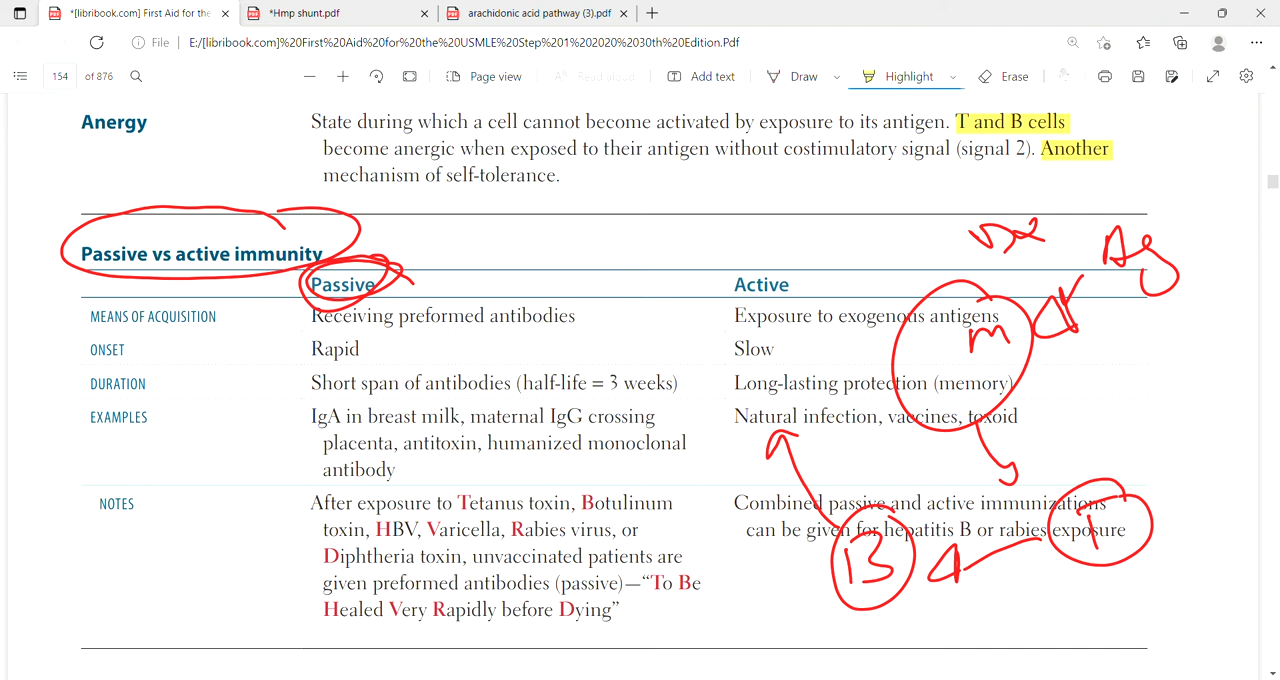 *[libribook.com] First Aid for the
*Hmp shunt.pdf
arachidonic acid pathway (3).pdf
File
E:/[libribook.com]%20First%20Aid%20for%20the%20USMLE%20Step%201%202020%2030th%20Edition.Pdf
154 of 876
Page view
Read aloud
Add text
Draw
Highlight
Erase
Anergy
State during which a cell cannot become activated by exposure to its antigen. T and B cells
become anergic when exposed to their antigen without costimulatory signal (signal 2). Another
mechanism of self-tolerance.
Ag
Passive vs active immunity
Passive Active
MEANS OF ACQUISITION Receiving preformed antibodies Exposure to exogenous antigens
m
ONSET Rapid Slow
DURATION Short span of antibodies (half-life = 3 weeks) Long-lasting protection (memory)
EXAMPLES IgA in breast milk, maternal IgG crossing Natural infection, vaccines, toxoid
placenta, antitoxin, humanized monoclonal
antibody
NOTES After exposure to Tetanus toxin, Botulinum Combined passive and active immunizations
toxin, HBV, Varicella, Rabies virus, or can be given for hepatitis B or rabies exposure
T
B
Diphtheria toxin, unvaccinated patients are
given preformed antibodies (passive)—“To Be
Healed Very Rapidly before Dying”